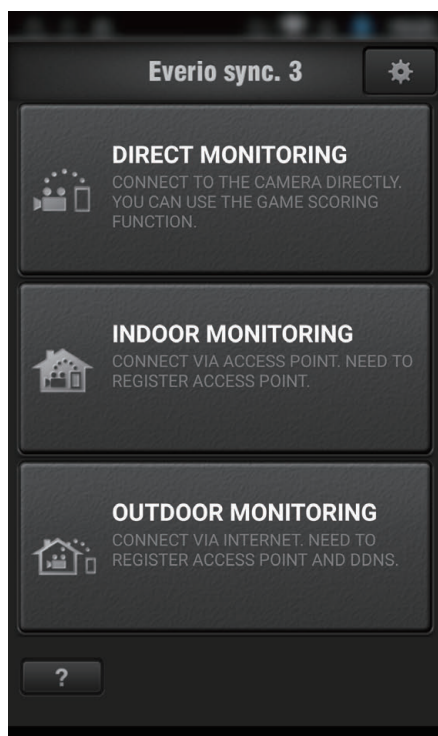 Everio sync. 3
DIRECT MONITORING
CONNECT TO THE CAMERA DIRECTLY.
YOU CAN USE THE GAME SCORING
FUNCTION.
INDOOR MONITORING
CONNECT VIA ACCESS POINT. NEED TO
REGISTER ACCESS POINT.
OUTDOOR MONITORING
CONNECT VIA INTERNET. NEED TO
REGISTER ACCESS POINT AND DDNS.
?